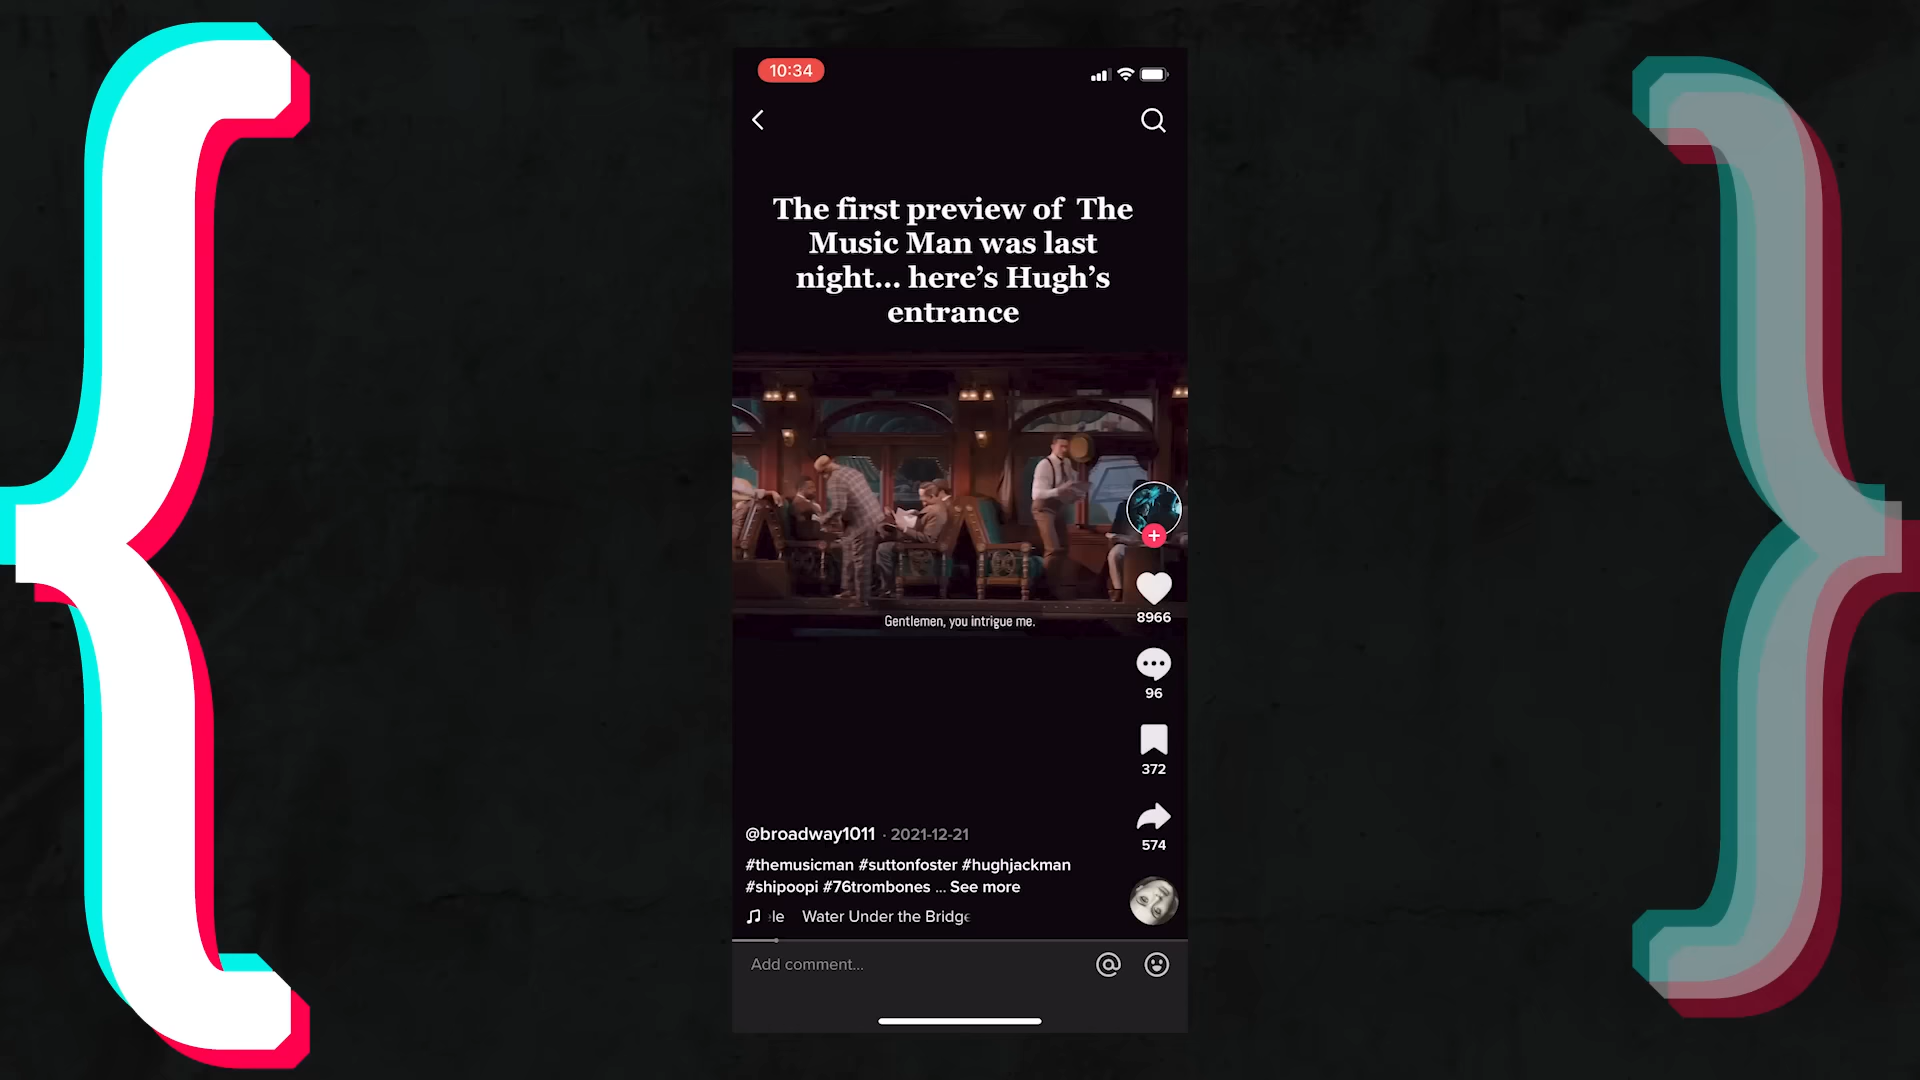 10:34
The first preview of The
Music Man was last
night... here's Hugh's
entrance
Gentlemen, you intrigue me.
8966
96
372
574
@broadway1011 · 2021-12-21
#themusicman #suttonfoster #hughjackman
#shipoopi #76trombones ... See more
le Water Under the Bridge
Add comment...